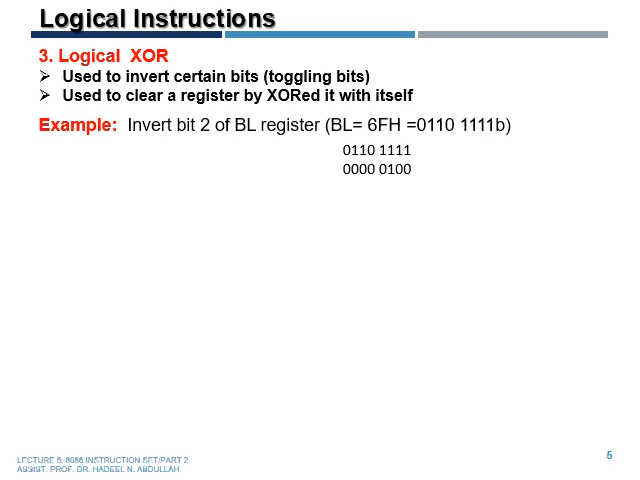 Logical Instructions
3. Logical XOR
➢ Used to invert certain bits (toggling bits)
➢ Used to clear a register by XORed it with itself
Example: Invert bit 2 of BL register (BL= 6FH =0110 1111b)
0110 1111
0000 0100
LECTURE 5: 8086 INSTRUCTION SET/PART 2
ASSIST. PROF. DR. HADEEL N. ABDULLAH
5